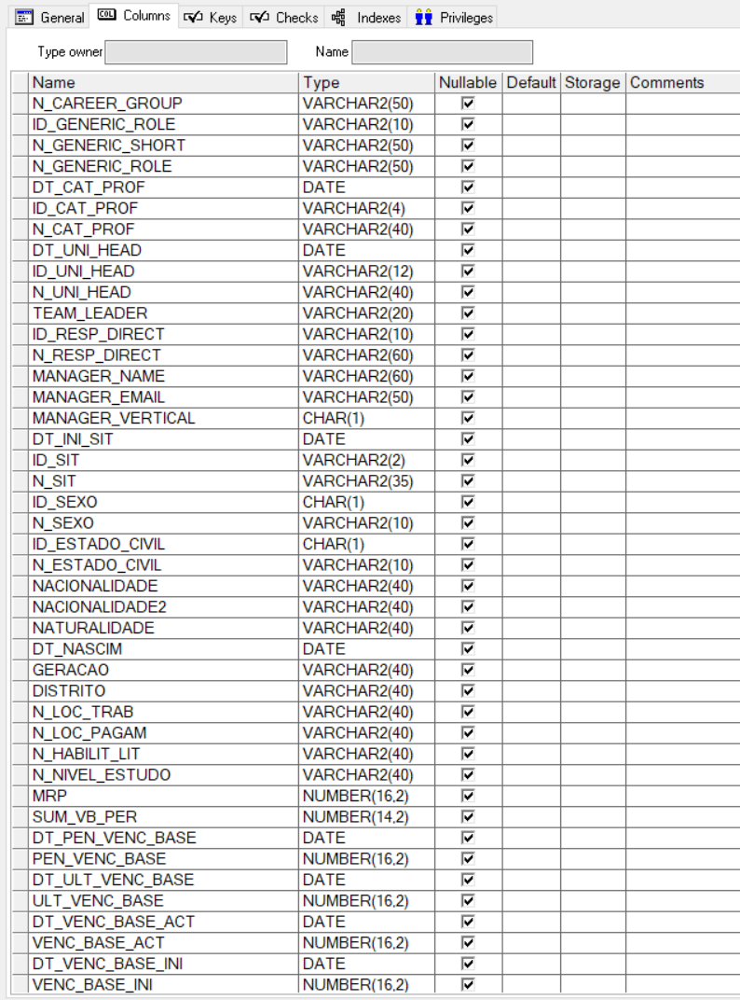 General Columns Keys Checks Indexes Privileges
Type owner Name
Name Type Nullable Default Storage Comments
N_CAREER_GROUP VARCHAR2(50)
ID_GENERIC_ROLE VARCHAR2(10)
N_GENERIC_SHORT VARCHAR2(50)
N_GENERIC_ROLE VARCHAR2(50)
DT_CAT_PROF DATE
ID_CAT_PROF VARCHAR2(4)
N_CAT_PROF VARCHAR2(40)
DT_UNI_HEAD DATE
ID_UNI_HEAD VARCHAR2(12)
N_UNI_HEAD VARCHAR2(40)
TEAM_LEADER VARCHAR2(20)
ID_RESP_DIRECT VARCHAR2(10)
N_RESP_DIRECT VARCHAR2(60)
MANAGER_NAME VARCHAR2(60)
MANAGER_EMAIL VARCHAR2(50)
MANAGER_VERTICAL CHAR(1)
DT_INI_SIT DATE
ID_SIT VARCHAR2(2)
N_SIT VARCHAR2(35)
ID_SEXO CHAR(1)
N_SEXO VARCHAR2(10)
ID_ESTADO_CIVIL CHAR(1)
N_ESTADO_CIVIL VARCHAR2(10)
NACIONALIDADE VARCHAR2(40)
NACIONALIDADE2 VARCHAR2(40)
NATURALIDADE VARCHAR2(40)
DT_NASCIM DATE
GERACAO VARCHAR2(40)
DISTRITO VARCHAR2(40)
N_LOC_TRAB VARCHAR2(40)
N_LOC_PAGAM VARCHAR2(40)
N_HABILIT_LIT VARCHAR2(40)
N_NIVEL_ESTUDO VARCHAR2(40)
MRP NUMBER(16,2)
SUM_VB_PER NUMBER(14,2)
DT_PEN_VENC_BASE DATE
PEN_VENC_BASE NUMBER(16,2)
DT_ULT_VENC_BASE DATE
ULT_VENC_BASE NUMBER(16,2)
DT_VENC_BASE_ACT DATE
VENC_BASE_ACT NUMBER(16,2)
DT_VENC_BASE_INI DATE
VENC_BASE_INI NUMBER(16,2)